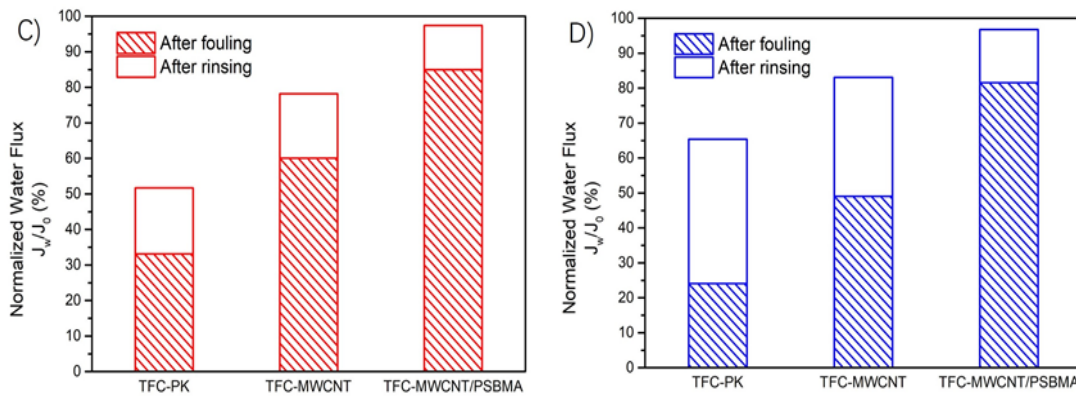 C)
After fouling
After rinsing
Normalized Water Flux
Jw/J0 (%)
100
90
80
70
60
50
40
30
20
10
0
TFC-PK
TFC-MWCNT
TFC-MWCNT/PSBMA
D)
After fouling
After rinsing
Normalized Water Flux
Jw/J0 (%)
100
90
80
70
60
50
40
30
20
10
0
TFC-PK
TFC-MWCNT
TFC-MWCNT/PSBMA